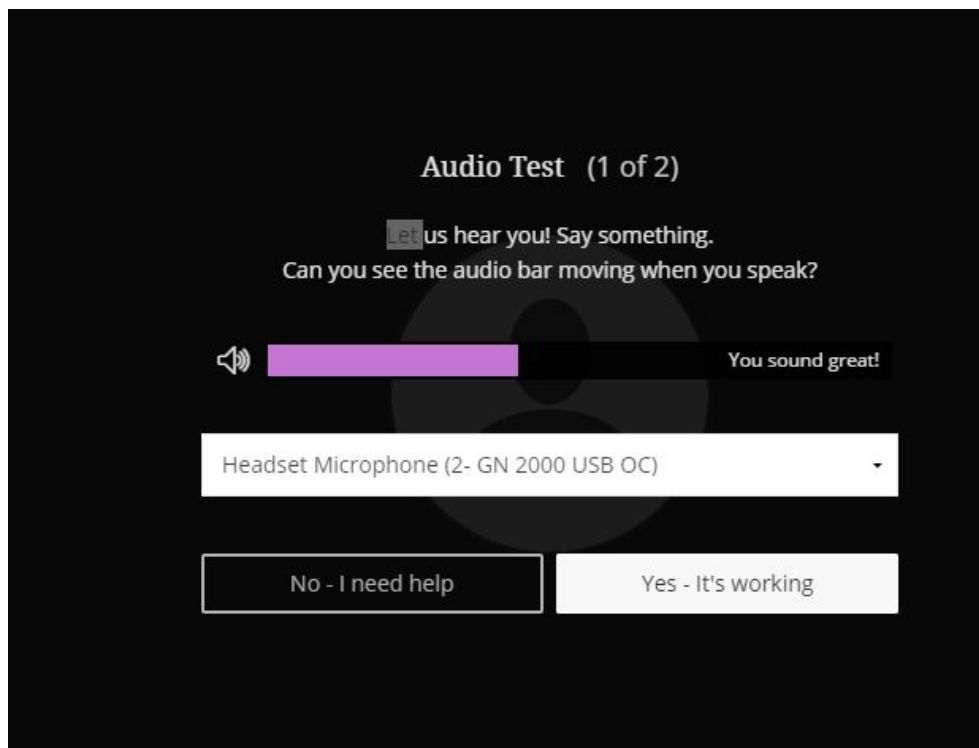 Audio Test (1 of 2)
Let us hear you! Say something.
Can you see the audio bar moving when you speak?
You sound great!
Headset Microphone (2- GN 2000 USB OC)
No - I need help
Yes - It's working